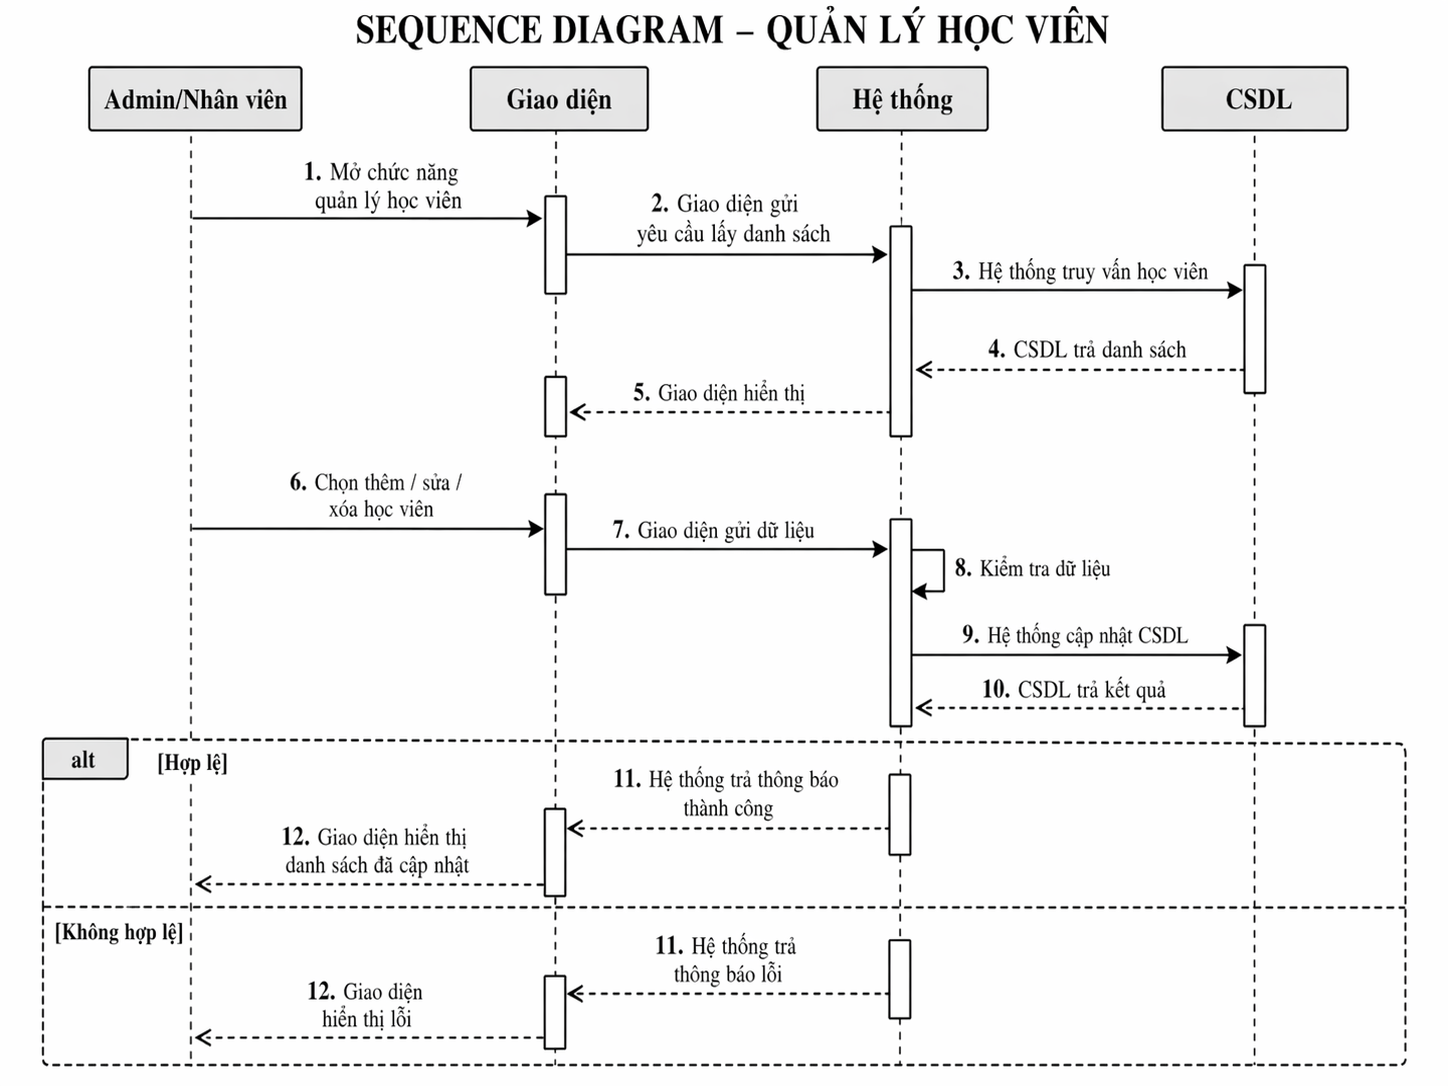 SEQUENCE DIAGRAM – QUẢN LÝ HỌC VIÊN
Admin/Nhân viên
Giao diện
Hệ thống
CSDL
1. Mở chức năng
quản lý học viên
2. Giao diện gửi
yêu cầu lấy danh sách
3. Hệ thống truy vấn học viên
4. CSDL trả danh sách
5. Giao diện hiển thị
6. Chọn thêm / sửa /
xóa học viên
7. Giao diện gửi dữ liệu
8. Kiểm tra dữ liệu
9. Hệ thống cập nhật CSDL
10. CSDL trả kết quả
alt
[Hợp lệ]
11. Hệ thống trả thông báo
thành công
12. Giao diện hiển thị
danh sách đã cập nhật
[Không hợp lệ]
11. Hệ thống trả
thông báo lỗi
12. Giao diện
hiển thị lỗi